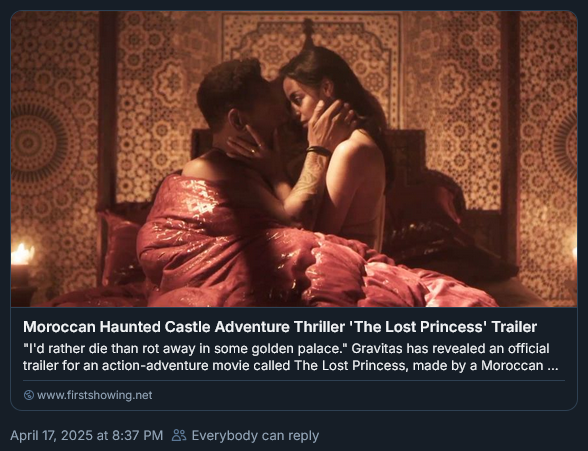 Moroccan Haunted Castle Adventure Thriller 'The Lost Princess' Trailer
"I'd rather die than rot away in some golden palace." Gravitas has revealed an official
trailer for an action-adventure movie called The Lost Princess, made by a Moroccan ...
www.firstshowing.net
April 17, 2025 at 8:37 PM Everybody can reply